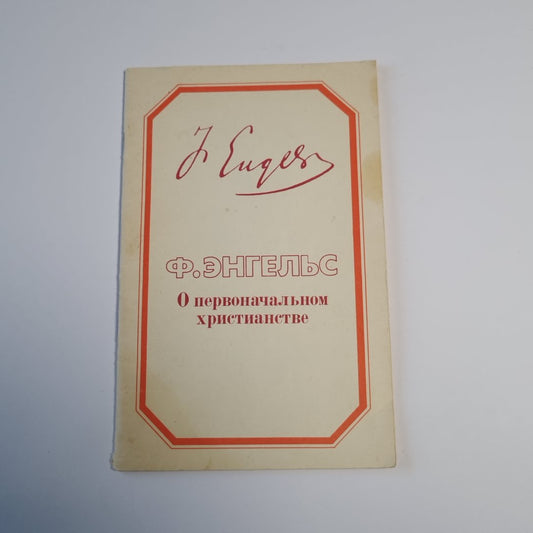 F Engels
Ф.ЭНГЕЛЬС
О первоначальном
христианстве